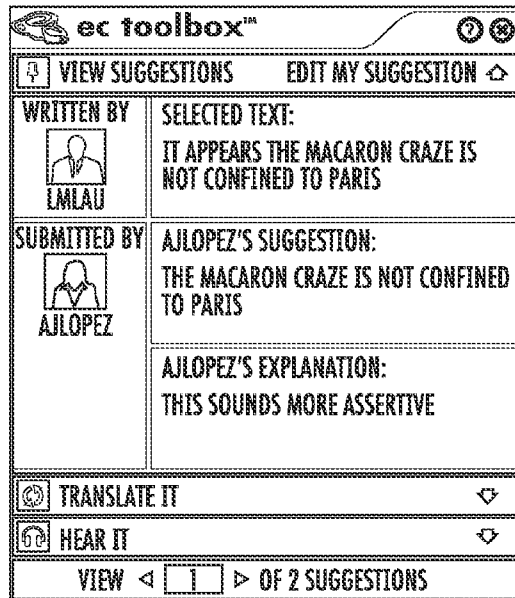 ec toolbox™
VIEW SUGGESTIONS EDIT MY SUGGESTION
WRITTEN BY
LMLAU
SELECTED TEXT:
IT APPEARS THE MACARON CRAZE IS
NOT CONFINED TO PARIS
SUBMITTED BY
AJLOPEZ
AJLOPEZ'S SUGGESTION:
THE MACARON CRAZE IS NOT CONFINED
TO PARIS
AJLOPEZ'S EXPLANATION:
THIS SOUNDS MORE ASSERTIVE
TRANSLATE IT
HEAR IT
VIEW 1 OF 2 SUGGESTIONS